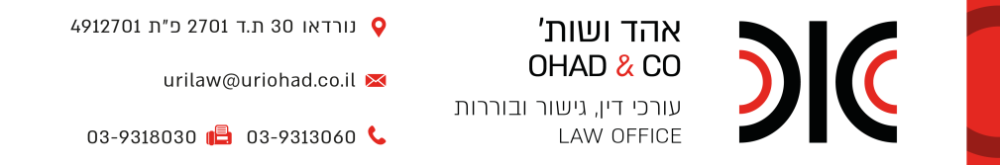 אהד ושות'
OHAD & CO
עורכי דין, גישור ובוררות
LAW OFFICE
נורדאו 30 ת.ד 2701 פ"ת 4912701
urilaw@uriohad.co.il
03-9313060 03-9318030